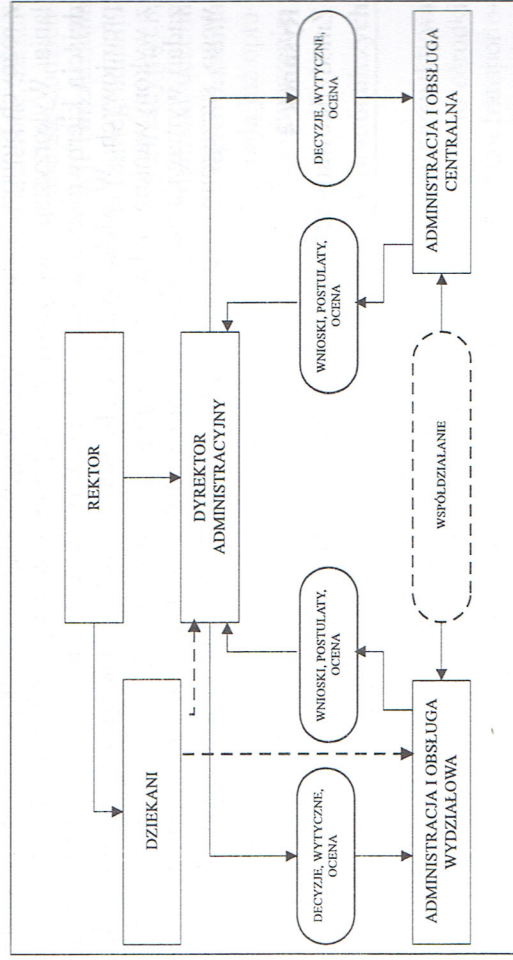 REKTOR
DZIEKANI
DYREKTOR
ADMINISTRACYJNY
DECYZJE, WYTYCZNE,
OCENA
WNIOSKI, POSTULATY,
OCENA
WNIOSKI, POSTULATY,
OCENA
DECYZJE, WYTYCZNE,
OCENA
ADMINISTRACJA I OBSŁUGA
WYDZIAŁOWA
WSPÓŁDZIAŁANIE
ADMINISTRACJA I OBSŁUGA
CENTRALNA